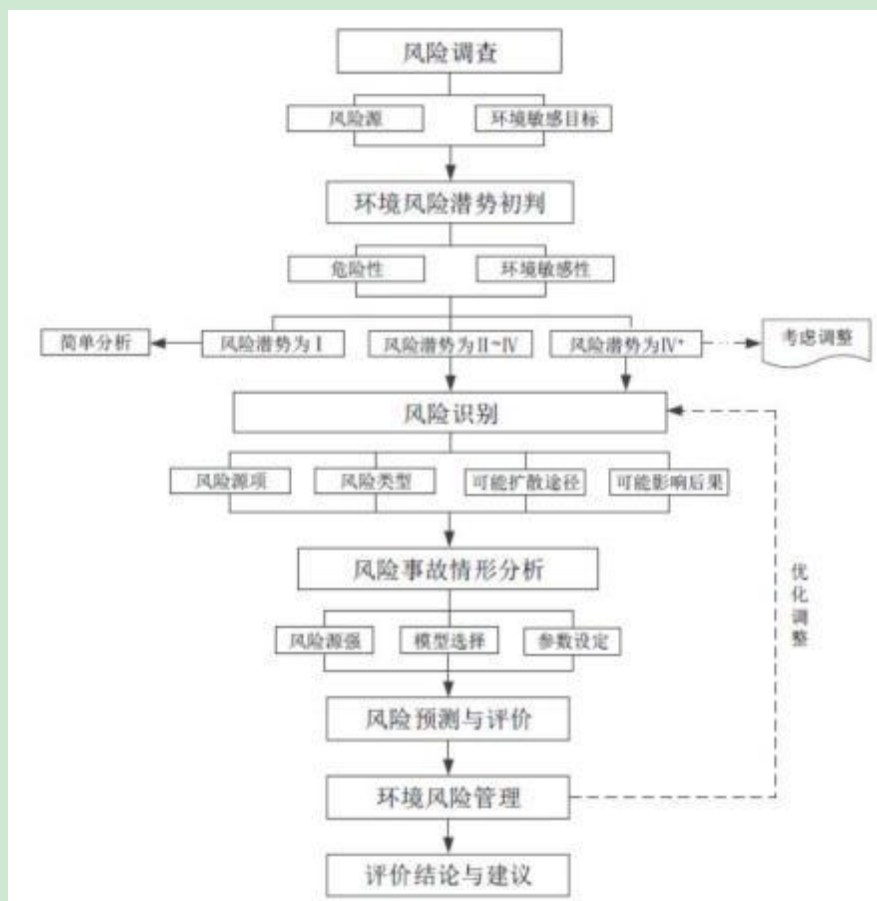 风险调查
风险源
环境敏感目标
环境风险潜势初判
危险性
环境敏感性
简单分析
风险潜势为Ⅰ
风险潜势为Ⅱ~Ⅳ
风险潜势为Ⅳ⁺
考虑调整
风险识别
风险源项
风险类型
可能扩散途径
可能影响后果
风险事故情形分析
优化调整
风险源强
模型选择
参数设定
风险预测与评价
环境风险管理
评价结论与建议